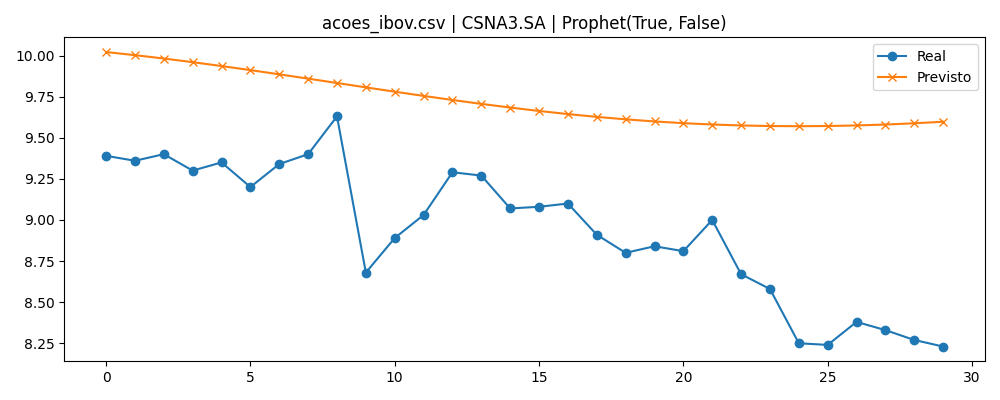 acoes_ibov.csv | CSNA3.SA | Prophet(True, False)
Real
Previsto
10.00
9.75
9.50
9.25
9.00
8.75
8.50
8.25
0 5 10 15 20 25 30